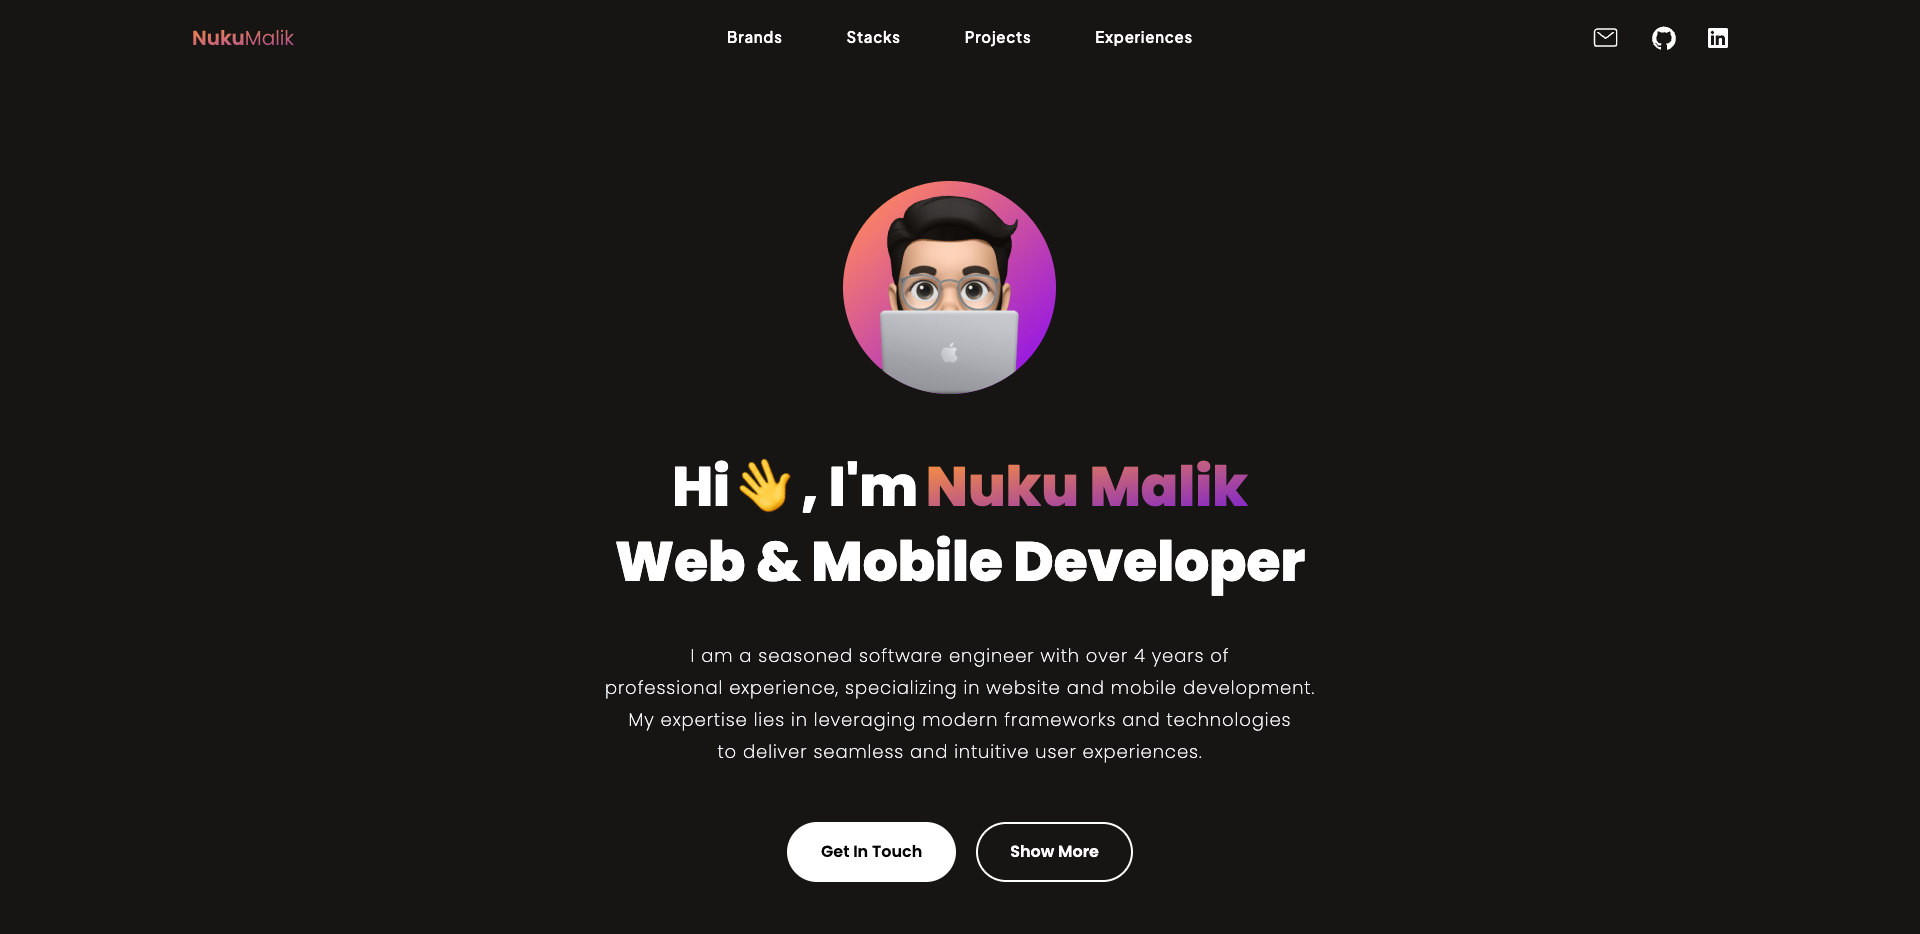 NukuMalik
Brands Stacks Projects Experiences
in
Hi👋, I'm Nuku Malik
Web & Mobile Developer
I am a seasoned software engineer with over 4 years of
professional experience, specializing in website and mobile development.
My expertise lies in leveraging modern frameworks and technologies
to deliver seamless and intuitive user experiences.
Get In Touch
Show More